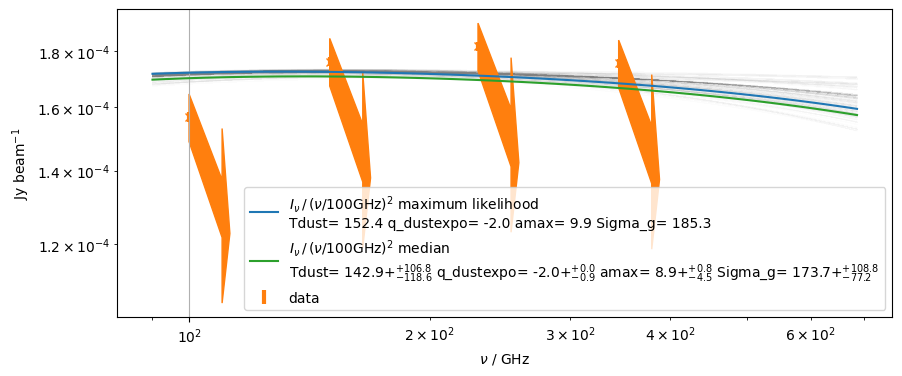 1.8 × 10⁻⁴
1.6 × 10⁻⁴
1.4 × 10⁻⁴
1.2 × 10⁻⁴
Jy beam⁻¹
I_ν / (ν/100GHz)² maximum likelihood
Tdust= 152.4 q_dustexpo= -2.0 amax= 9.9 Sigma_g= 185.3
I_ν / (ν/100GHz)² median
Tdust= 142.9+₋₁₁₈.₆⁺¹⁰⁶·⁸ q_dustexpo= -2.0+₋₀.₉⁺⁰·⁰ amax= 8.9+₋₄.₅⁺⁰·⁸ Sigma_g= 173.7+₋₇₇.₂⁺¹⁰⁸·⁸
data
10² 2 × 10² 3 × 10² 4 × 10² 6 × 10²
ν / GHz